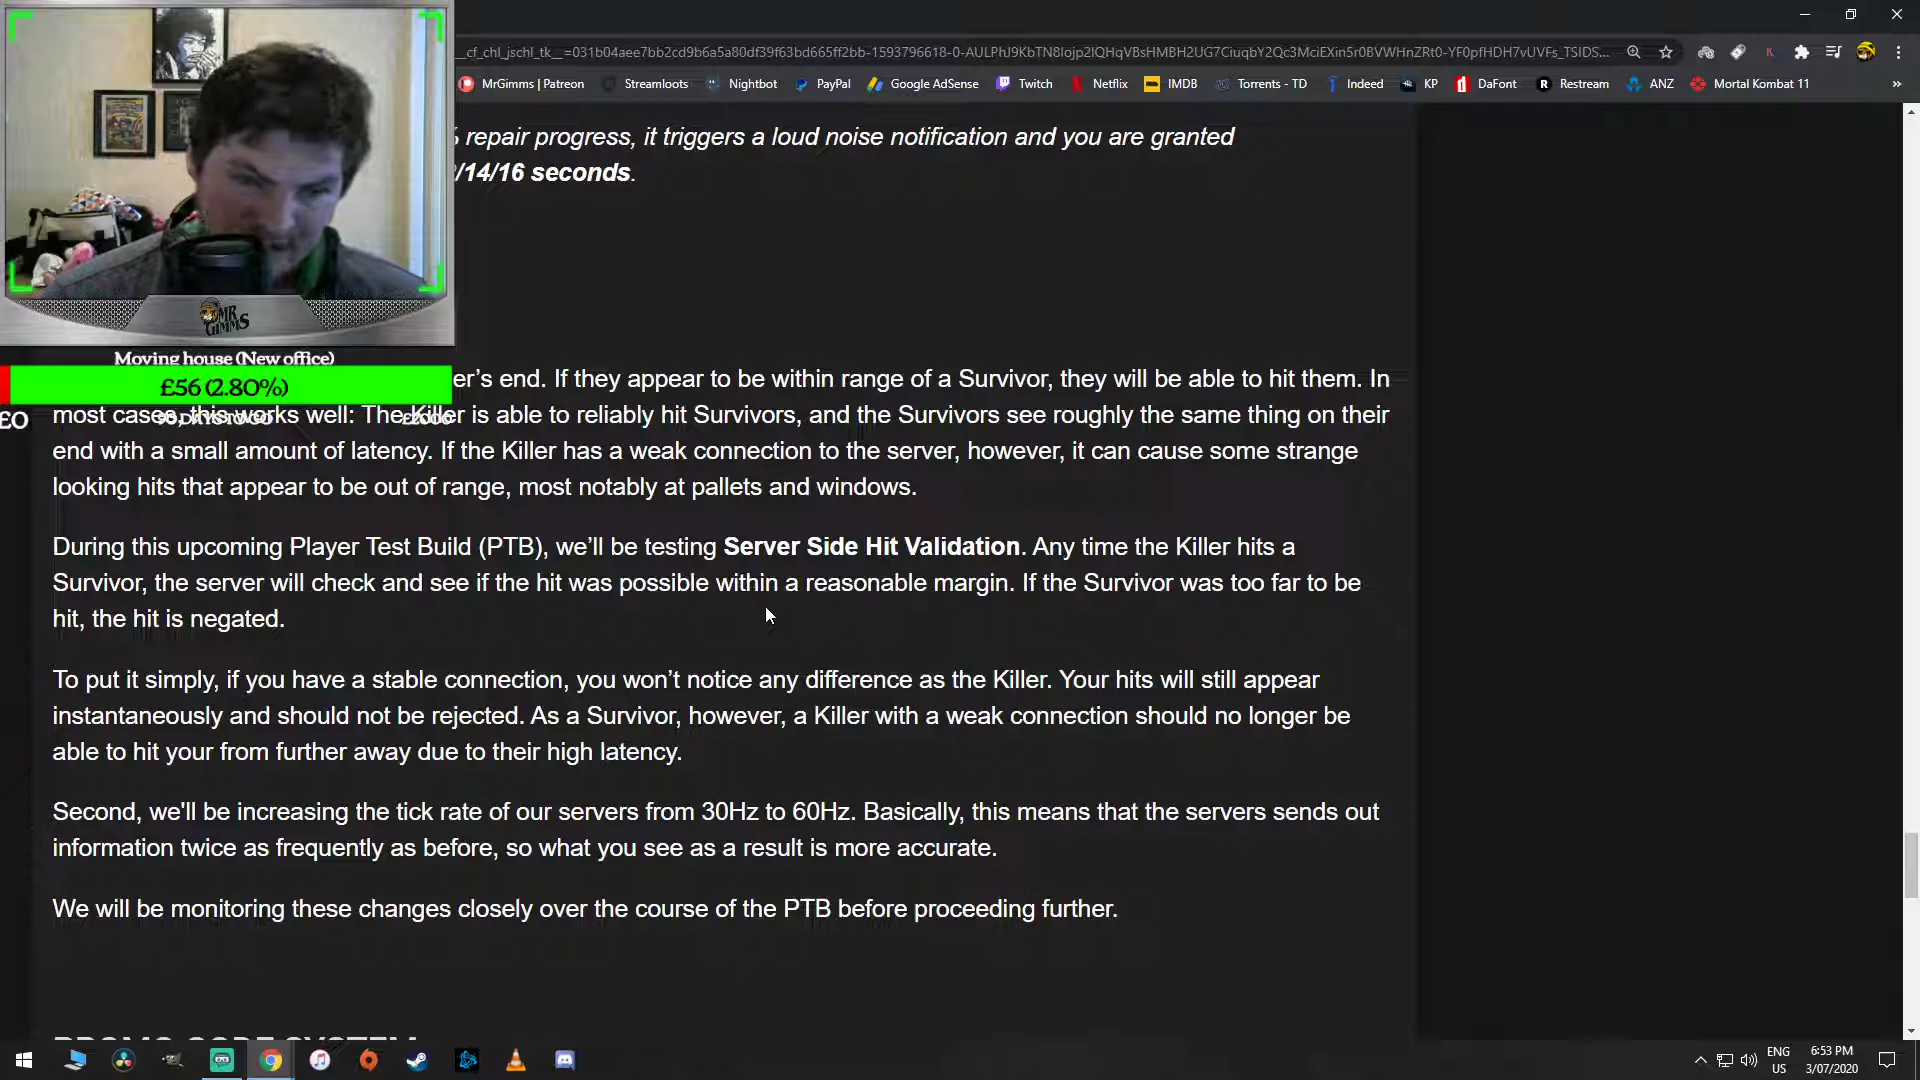 _cf_chl_jschl_tk__=031b04aee7bb2cd9b6a5a80df39f63bd665ff2bb-1593796618-0-
MrGimms | Patreon Streamloots Nightbot PayPal Google AdSense Twitch Netflix IMDB Torrents - TD Indeed KP DaFont Restream ANZ Mortal Kombat 11 »
% repair progress, it triggers a loud noise notification and you are granted
/14/16 seconds.
MR
GIMMS
Moving house (New office)
£56 (2.80%)
£0
er’s end. If they appear to be within range of a Survivor, they will be able to hit them. In
most cases, this works well: The Killer is able to reliably hit Survivors, and the Survivors see roughly the same thing on their
end with a small amount of latency. If the Killer has a weak connection to the server, however, it can cause some strange
looking hits that appear to be out of range, most notably at pallets and windows.
During this upcoming Player Test Build (PTB), we’ll be testing Server Side Hit Validation. Any time the Killer hits a
Survivor, the server will check and see if the hit was possible within a reasonable margin. If the Survivor was too far to be
hit, the hit is negated.
To put it simply, if you have a stable connection, you won’t notice any difference as the Killer. Your hits will still appear
instantaneously and should not be rejected. As a Survivor, however, a Killer with a weak connection should no longer be
able to hit your from further away due to their high latency.
Second, we'll be increasing the tick rate of our servers from 30Hz to 60Hz. Basically, this means that the servers sends out
information twice as frequently as before, so what you see as a result is more accurate.
We will be monitoring these changes closely over the course of the PTB before proceeding further.
PROMO CODE SYSTEM
ENG
US
6:53 PM
3/07/2020